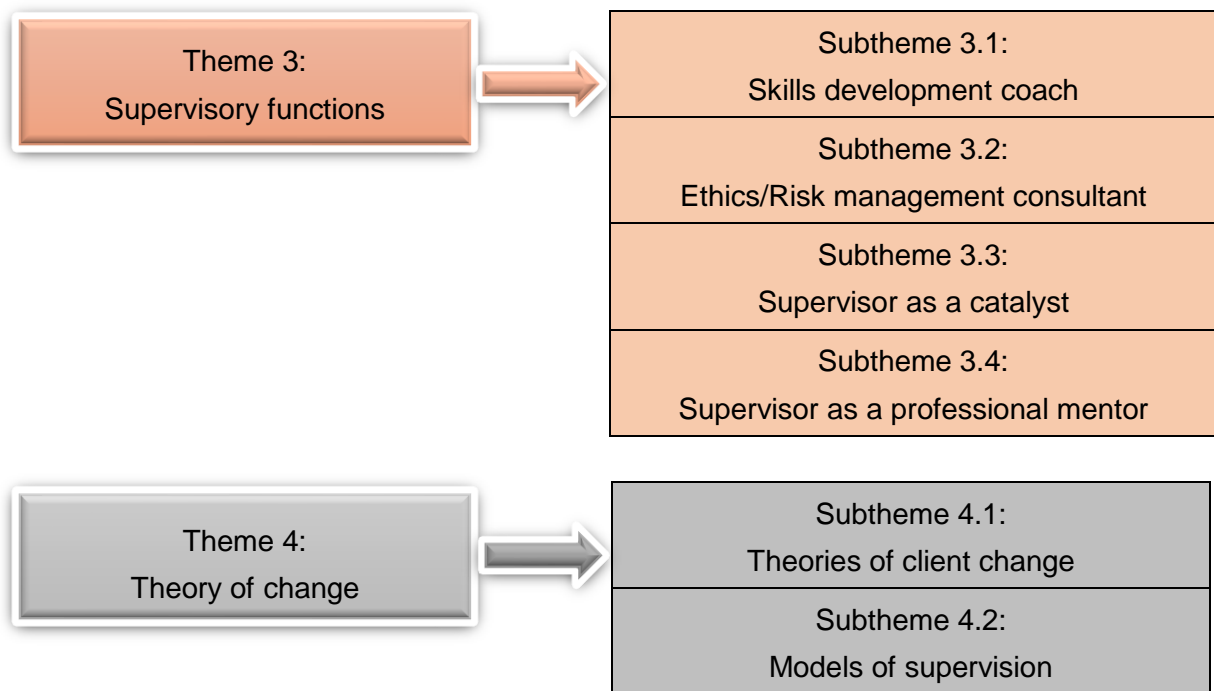 Theme 3:
Supervisory functions
Subtheme 3.1:
Skills development coach
Subtheme 3.2:
Ethics/Risk management consultant
Subtheme 3.3:
Supervisor as a catalyst
Subtheme 3.4:
Supervisor as a professional mentor
Theme 4:
Theory of change
Subtheme 4.1:
Theories of client change
Subtheme 4.2:
Models of supervision